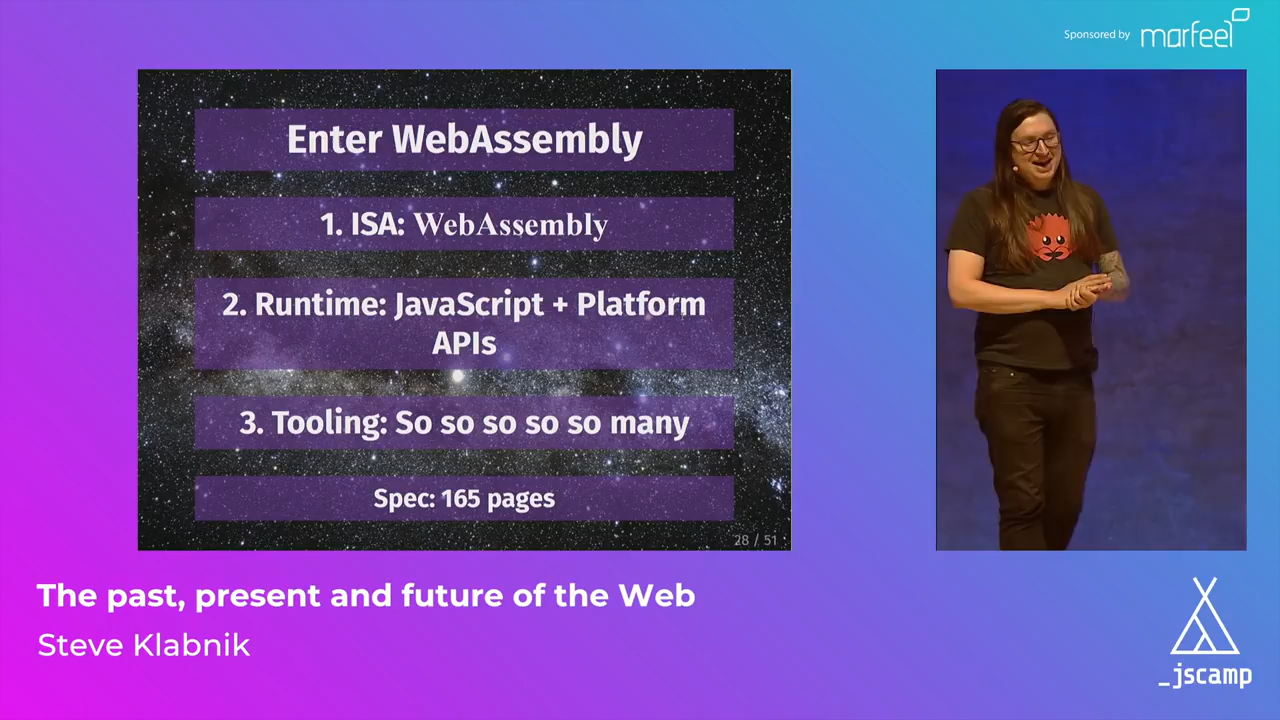 Sponsored by marfeel
Enter WebAssembly
1. ISA: WebAssembly
2. Runtime: JavaScript + Platform
APIs
3. Tooling: So so so so so many
Spec: 165 pages
28 / 51
The past, present and future of the Web
Steve Klabnik
_jscamp